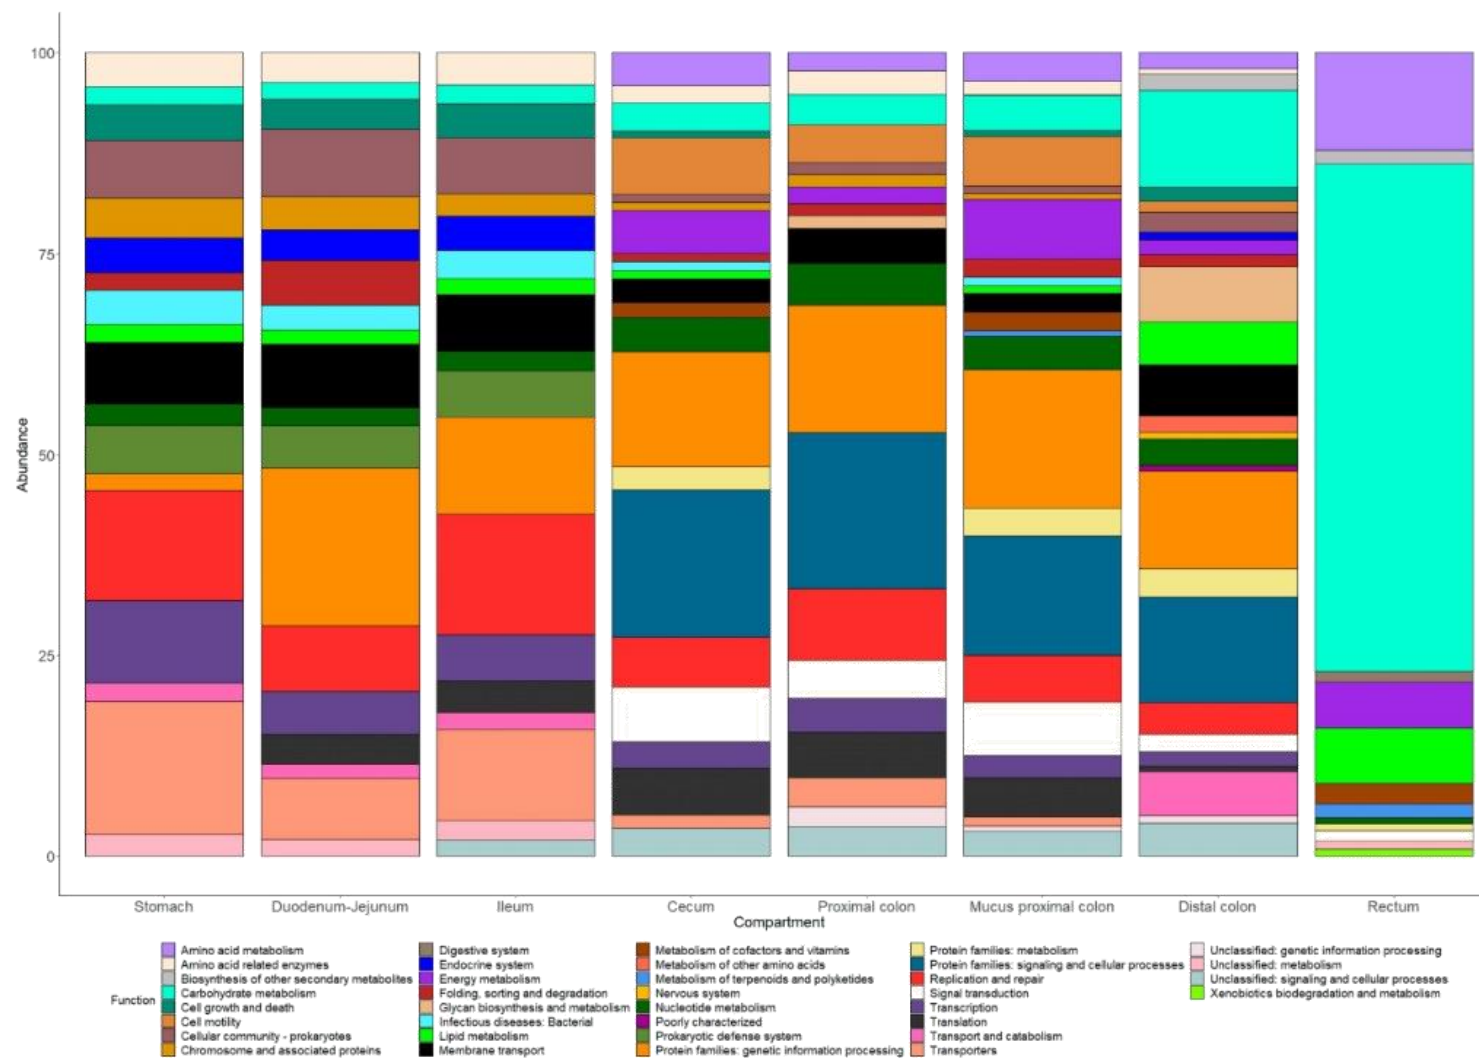 100
75
50
25
0
Abundance
Stomach Duodenum-Jejunum Ileum Cecum Proximal colon Mucus proximal colon Distal colon Rectum
Compartment
Function
Amino acid metabolism
Amino acid related enzymes
Biosynthesis of other secondary metabolites
Carbohydrate metabolism
Cell growth and death
Cell motility
Cellular community - prokaryotes
Chromosome and associated proteins
Digestive system
Endocrine system
Energy metabolism
Folding, sorting and degradation
Glycan biosynthesis and metabolism
Infectious diseases: Bacterial
Lipid metabolism
Membrane transport
Metabolism of cofactors and vitamins
Metabolism of other amino acids
Metabolism of terpenoids and polyketides
Nervous system
Nucleotide metabolism
Poorly characterized
Prokaryotic defense system
Protein families: genetic information processing
Protein families: metabolism
Protein families: signaling and cellular processes
Replication and repair
Signal transduction
Transcription
Translation
Transport and catabolism
Transporters
Unclassified: genetic information processing
Unclassified: metabolism
Unclassified: signaling and cellular processes
Xenobiotics biodegradation and metabolism